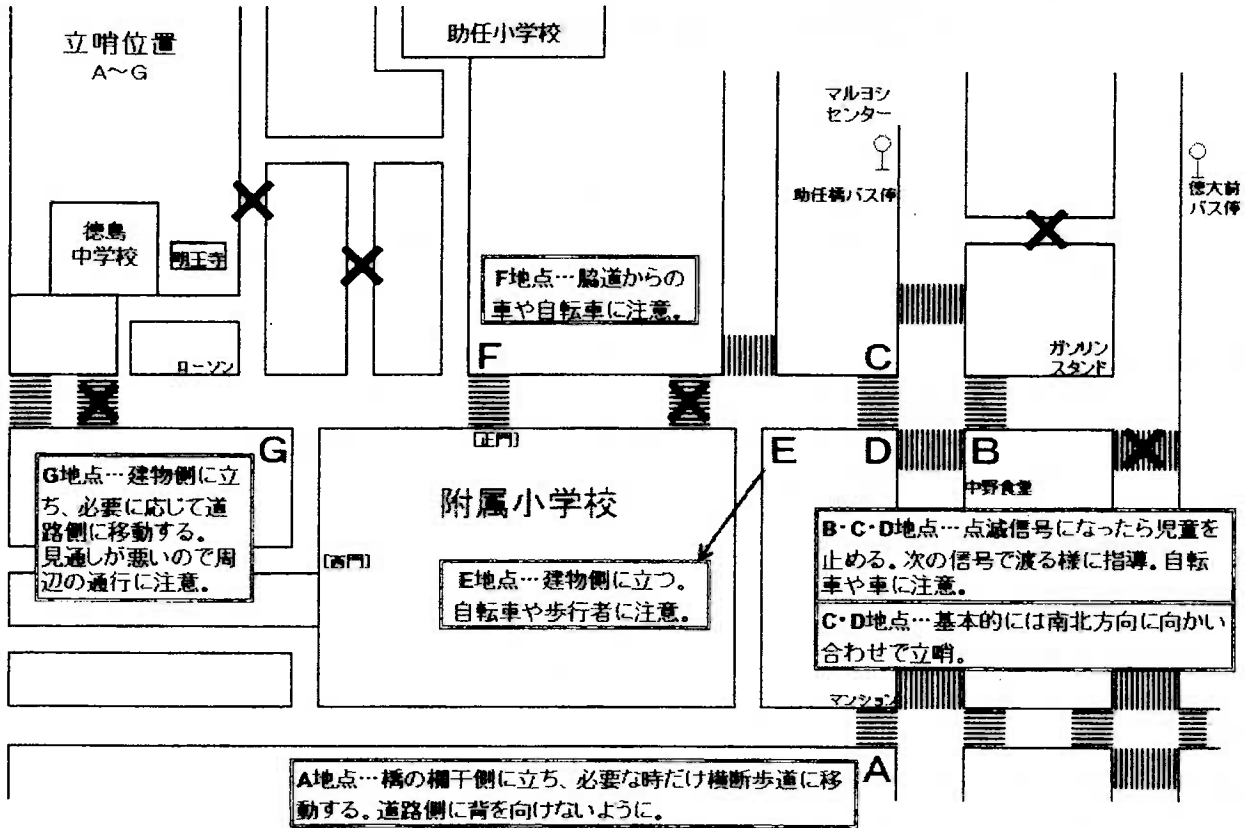 立哨位置
A～G
助任小学校
マルヨシ
センター
助任橋バス停
徳大前
バス停
徳島
中学校
明王寺
F地点…脇道からの
車や自転車に注意。
ローソン
F
C
ガソリン
スタンド
G
[正門]
E
D
B
中野食堂
G地点…建物側に立
ち、必要に応じて道
路側に移動する。
見通しが悪いので周
辺の通行に注意。
附属小学校
[西門]
E地点…建物側に立つ。
自転車や歩行者に注意。
B・C・D地点…点滅信号になったら児童を
止める。次の信号で渡る様に指導。自転
車や車に注意。
C・D地点…基本的には南北方向に向かい
合わせで立哨。
マンション
A
A地点…橋の欄干側に立ち、必要な時だけ横断歩道に移
動する。道路側に背を向けないように。